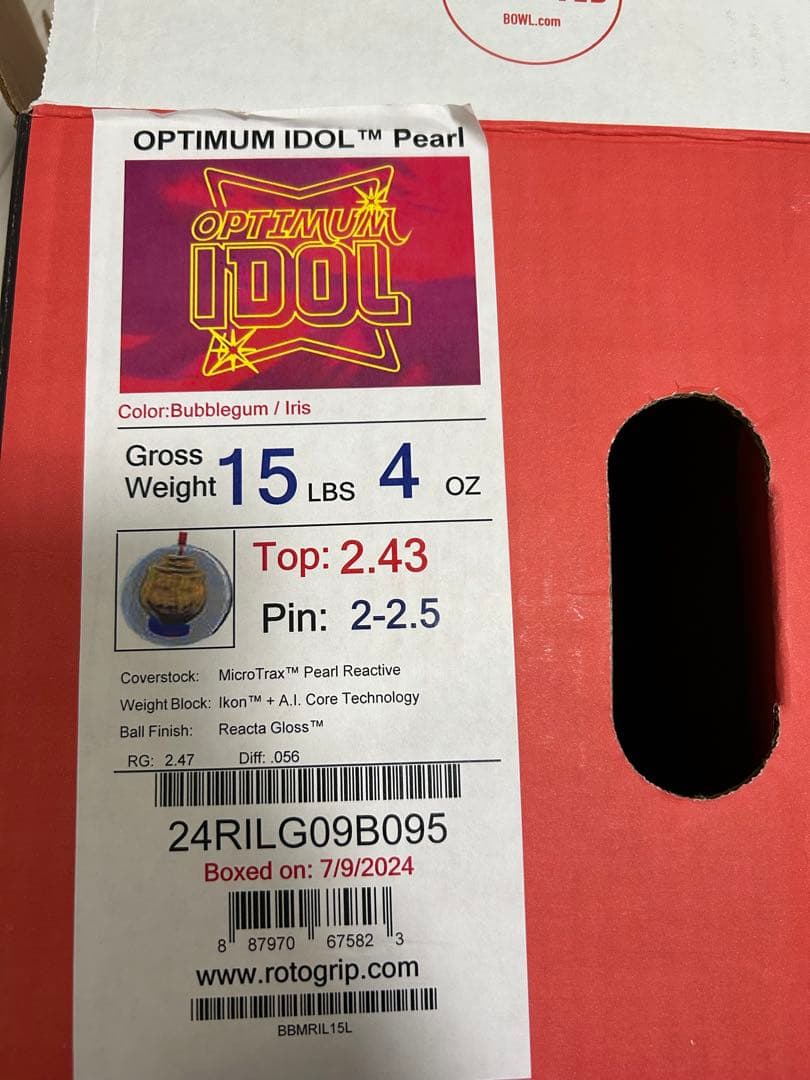 BOWL.com
OPTIMUM IDOL™ Pearl
OPTIMUM
IDOL
Color:Bubblegum / Iris
Gross Weight 15 LBS 4 OZ
Top: 2.43
Pin: 2-2.5
Coverstock: MicroTrax™ Pearl Reactive
Weight Block: Ikon™ + A.I. Core Technology
Ball Finish: Reacta Gloss™
RG: 2.47 Diff: .056
24RILG09B095
Boxed on: 7/9/2024
8 87970 67582 3
www.rotogrip.com
BBMRIL15L